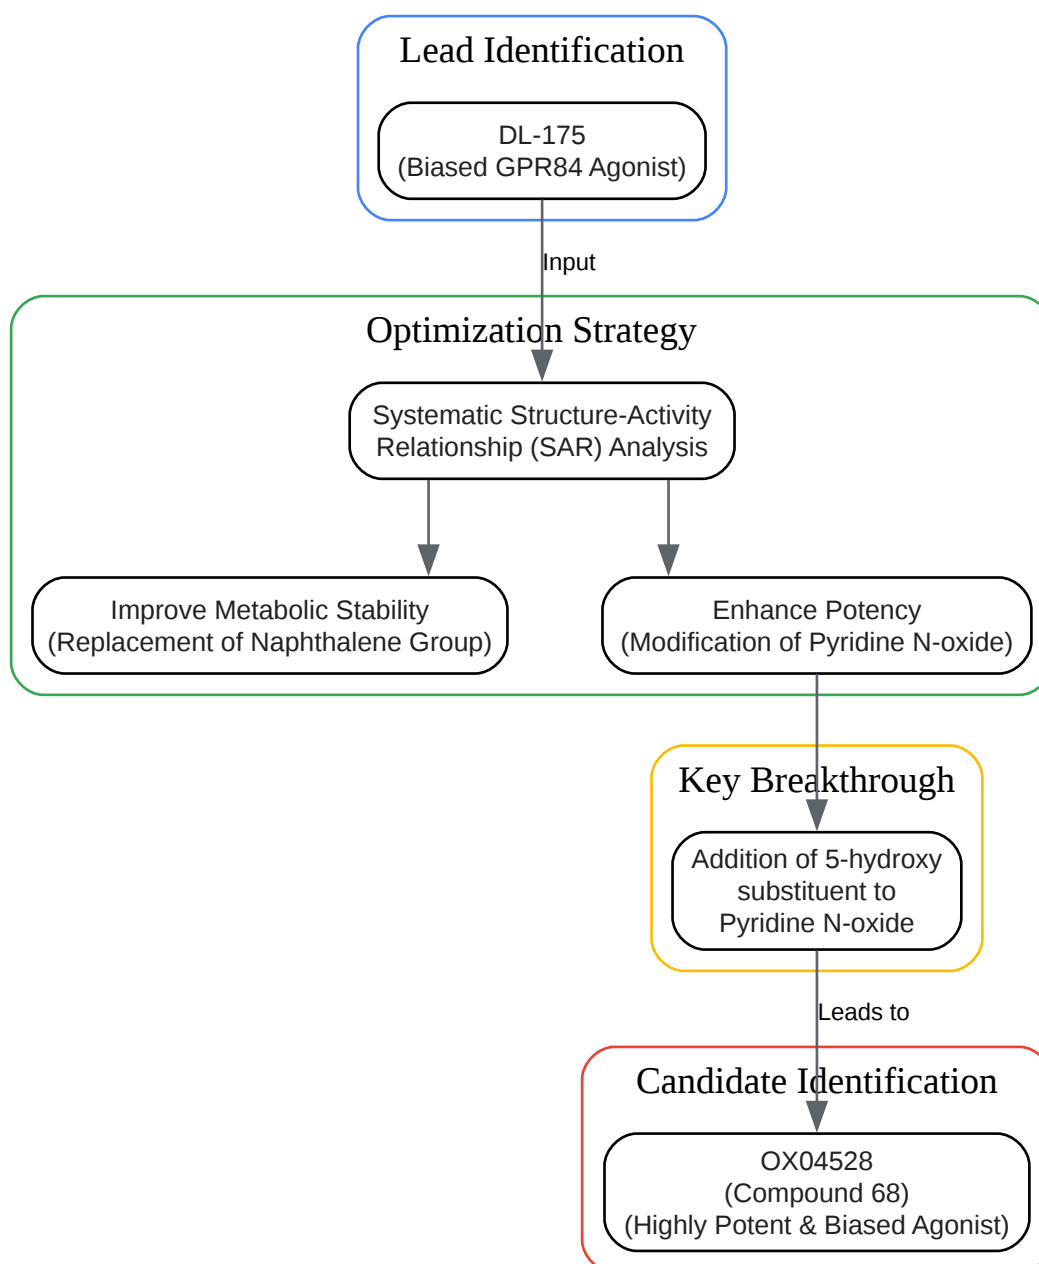 Lead Identification
DL-175
(Biased GPR84 Agonist)
Input
Optimization Strategy
Systematic Structure-Activity
Relationship (SAR) Analysis
Improve Metabolic Stability
(Replacement of Naphthalene Group)
Enhance Potency
(Modification of Pyridine N-oxide)
Key Breakthrough
Addition of 5-hydroxy
substituent to
Pyridine N-oxide
Leads to
Candidate Identification
OX04528
(Compound 68)
(Highly Potent & Biased Agonist)